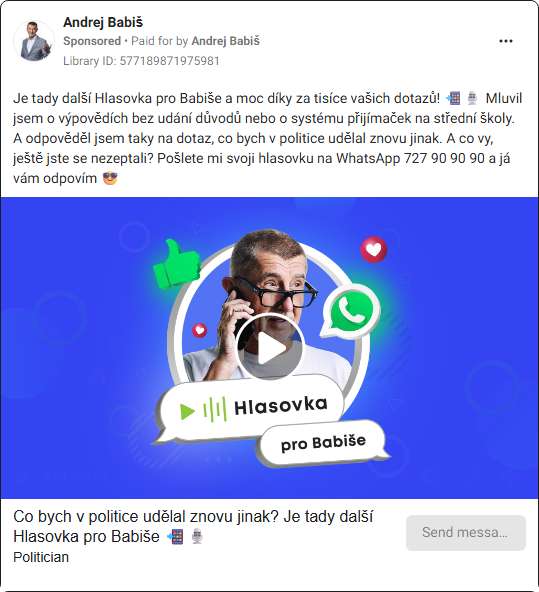 Andrej Babiš
Sponsored • Paid for by Andrej Babiš
Library ID: 577189871975981
Je tady další Hlasovka pro Babiše a moc díky za tisíce vašich dotazů! 📲 🎙️ Mluvil
jsem o výpovědích bez udání důvodů nebo o systému přijímaček na střední školy.
A odpověděl jsem taky na dotaz, co bych v politice udělal znovu jinak. A co vy,
ještě jste se nezeptali? Pošlete mi svoji hlasovku na WhatsApp 727 90 90 90 a já
vám odpovím 😎
Hlasovka
pro Babiše
Co bych v politice udělal znovu jinak? Je tady další
Hlasovka pro Babiše 📲 🎙️
Send messa...
Politician